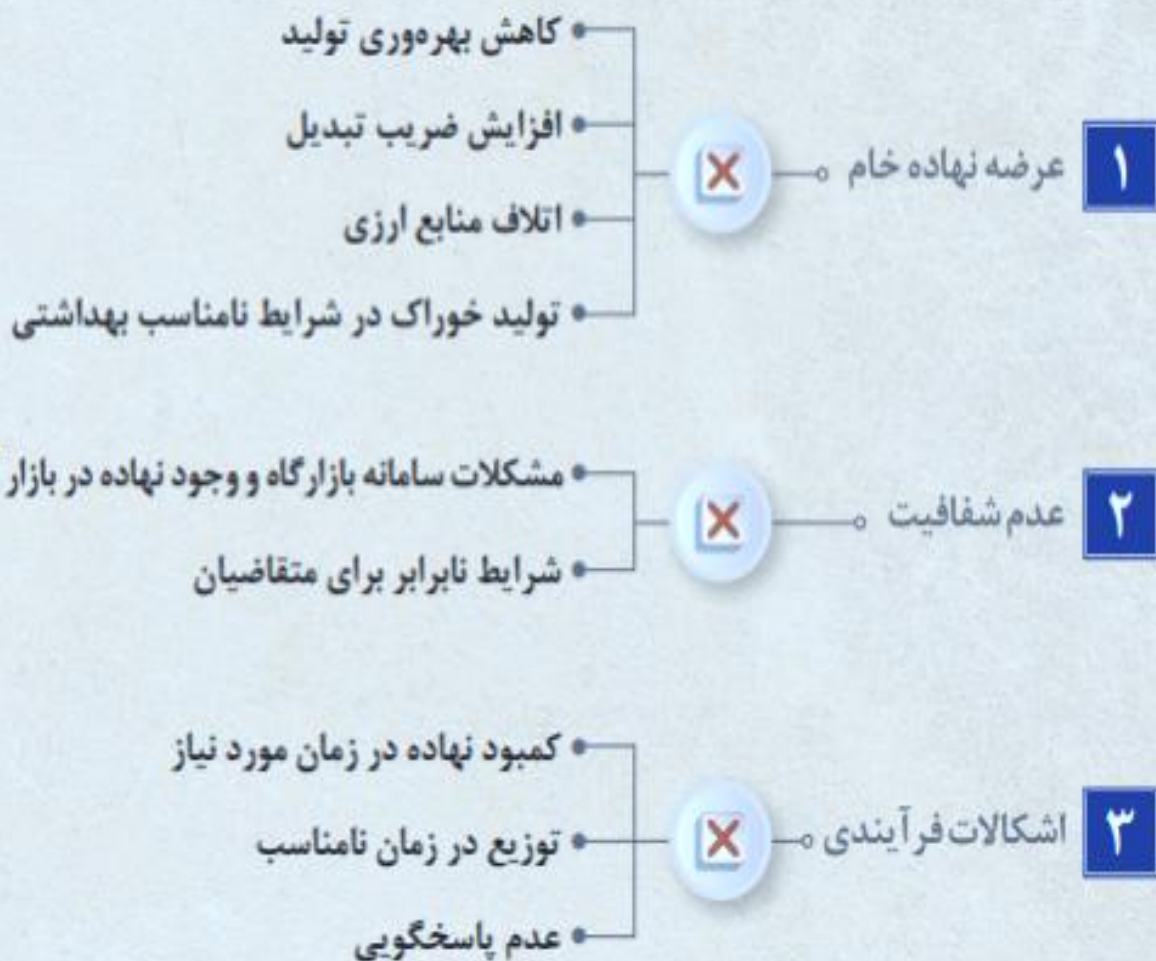 ۱ عرضه نهاده خام
کاهش بهره‌وری تولید
افزایش ضریب تبدیل
اتلاف منابع ارزی
تولید خوراک در شرایط نامناسب بهداشتی
۲ عدم شفافیت
مشکلات سامانه بازارگاه و وجود نهاده در بازار
شرایط نابرابر برای متقاضیان
۳ اشکالات فرآیندی
کمبود نهاده در زمان مورد نیاز
توزیع در زمان نامناسب
عدم پاسخگویی